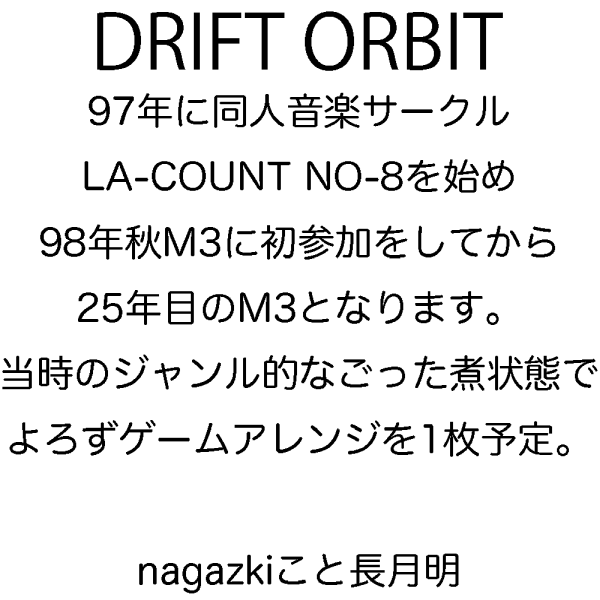 DRIFT ORBIT
97年に同人音楽サークル
LA-COUNT NO-8を始め
98年秋M3に初参加をしてから
25年目のM3となります。
当時のジャンル的なごった煮状態で
よろずゲームアレンジを1枚予定。
nagazkiこと長月明